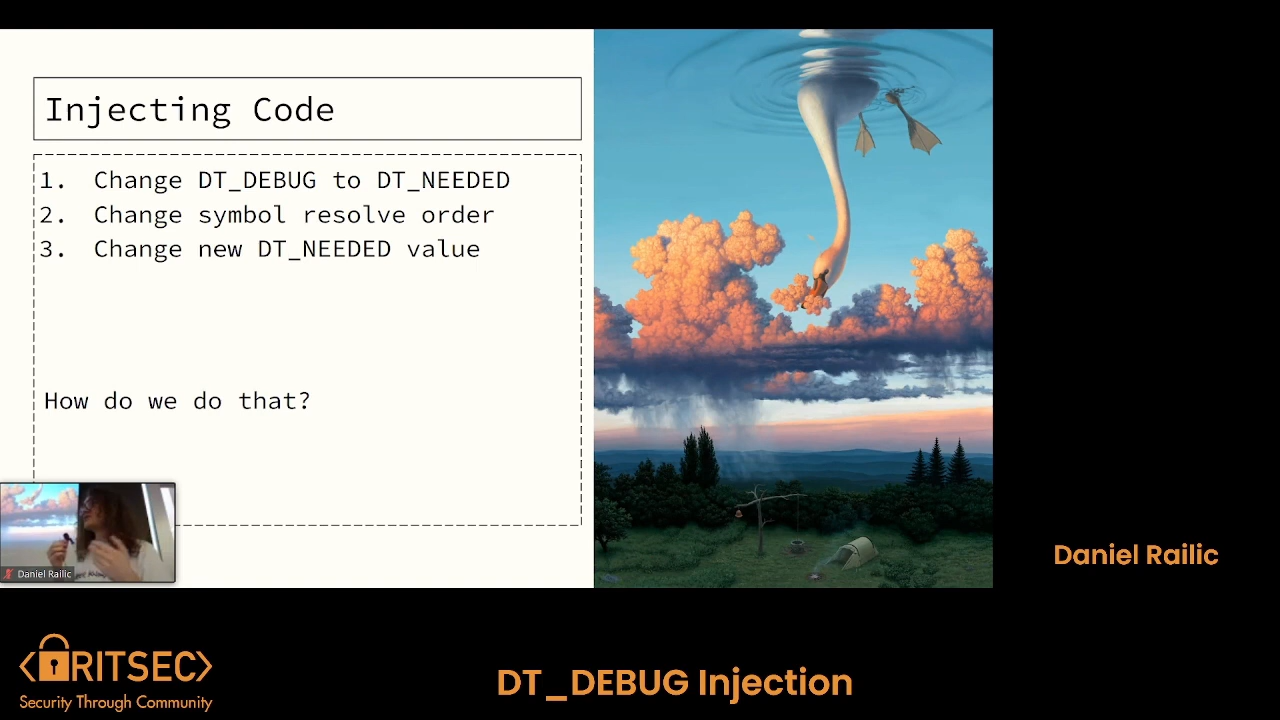 Injecting Code
1. Change DT_DEBUG to DT_NEEDED
2. Change symbol resolve order
3. Change new DT_NEEDED value
How do we do that?
Daniel Railic
Daniel Railic
RITSEC
Security Through Community
DT_DEBUG Injection